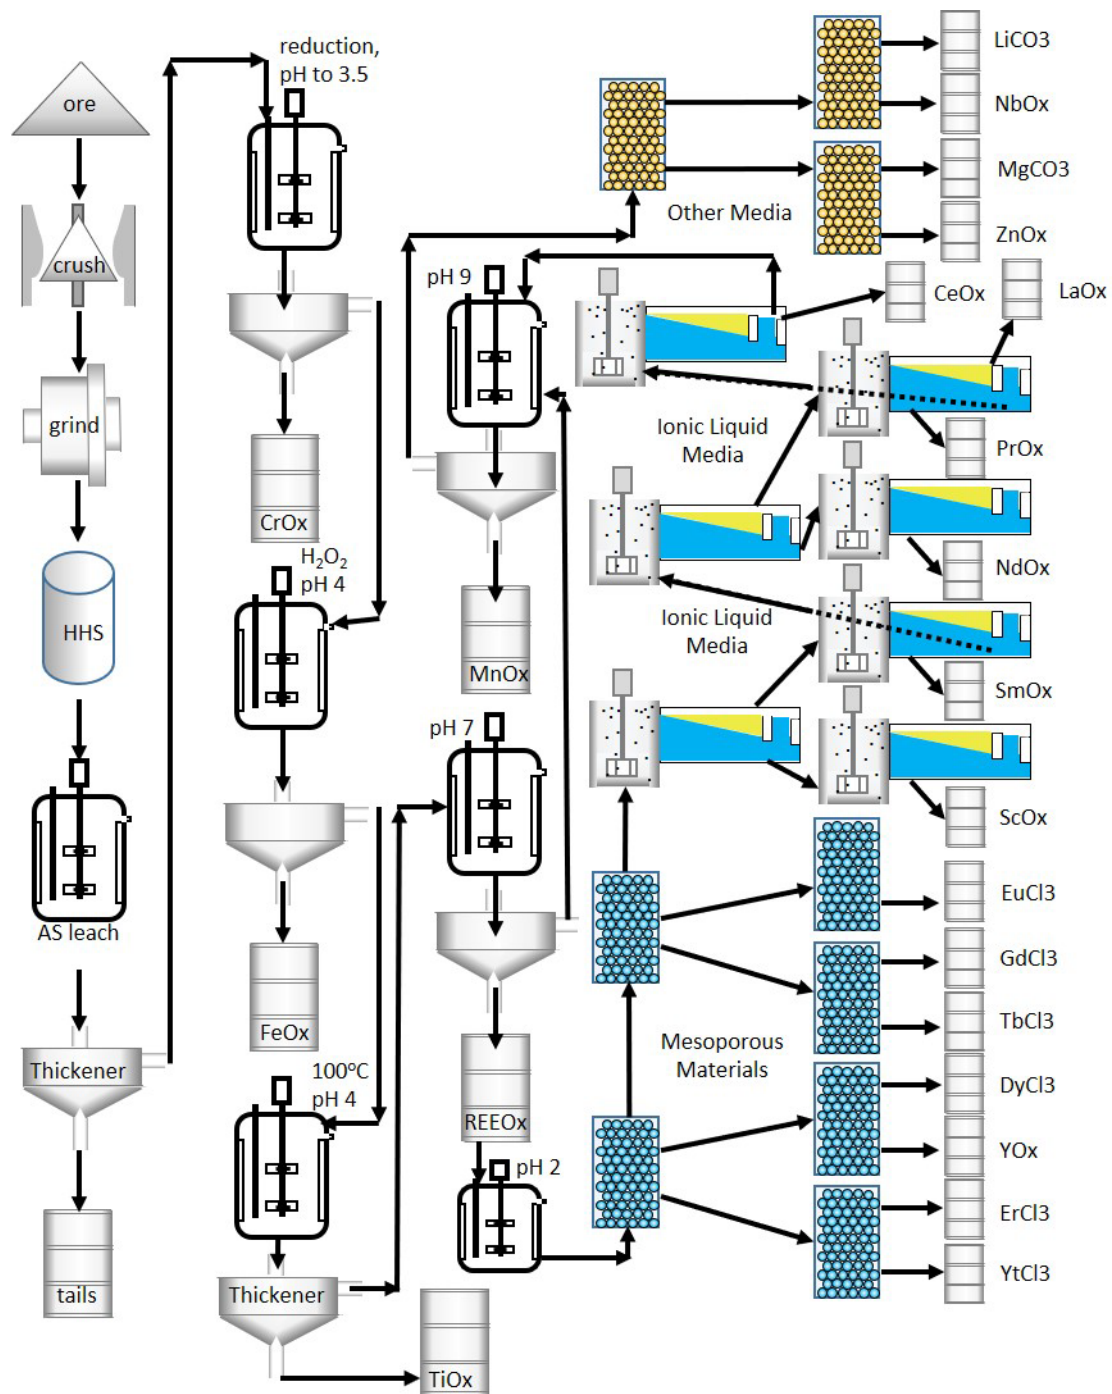 ore
crush
grind
HHS
AS leach
Thickener
tails
reduction,
pH to 3.5
CrOx
H₂O₂
pH 4
FeOx
100°C
pH 4
Thickener
TiOx
pH 9
MnOx
pH 7
REEOx
pH 2
Other Media
Ionic Liquid
Media
Ionic Liquid
Media
Mesoporous
Materials
LiCO3
NbOx
MgCO3
ZnOx
CeOx
LaOx
PrOx
NdOx
SmOx
ScOx
EuCl3
GdCl3
TbCl3
DyCl3
YOx
ErCl3
YtCl3